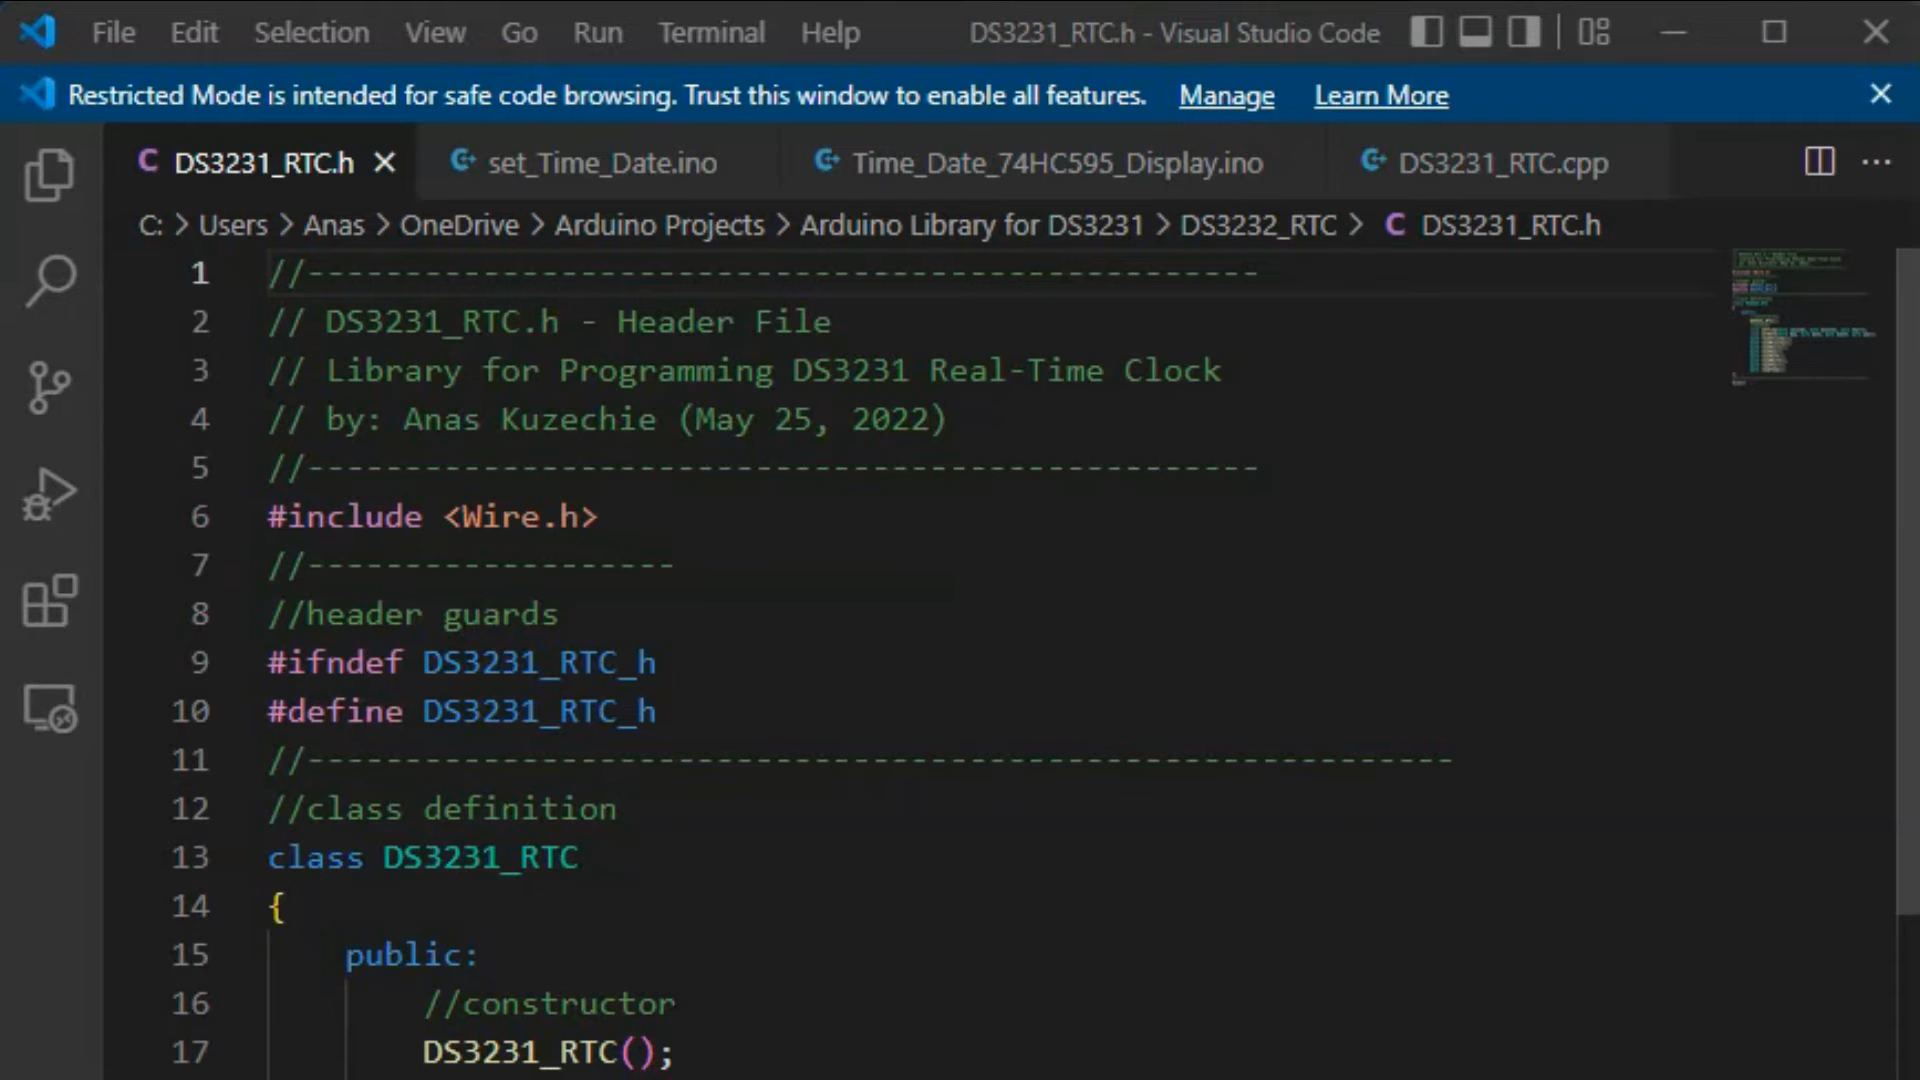 File Edit Selection View Go Run Terminal Help DS3231_RTC.h - Visual Studio Code
Restricted Mode is intended for safe code browsing. Trust this window to enable all features. Manage Learn More
C DS3231_RTC.h set_Time_Date.ino Time_Date_74HC595_Display.ino DS3231_RTC.cpp
C: > Users > Anas > OneDrive > Arduino Projects > Arduino Library for DS3231 > DS3232_RTC > C DS3231_RTC.h
1 //-------------------------------------------------
2 // DS3231_RTC.h - Header File
3 // Library for Programming DS3231 Real-Time Clock
4 // by: Anas Kuzechie (May 25, 2022)
5 //-------------------------------------------------
6 #include <Wire.h>
7 //-------------------
8 //header guards
9 #ifndef DS3231_RTC_h
10 #define DS3231_RTC_h
11 //-----------------------------------------------------------
12 //class definition
13 class DS3231_RTC
14 {
15 public:
16 //constructor
17 DS3231_RTC();